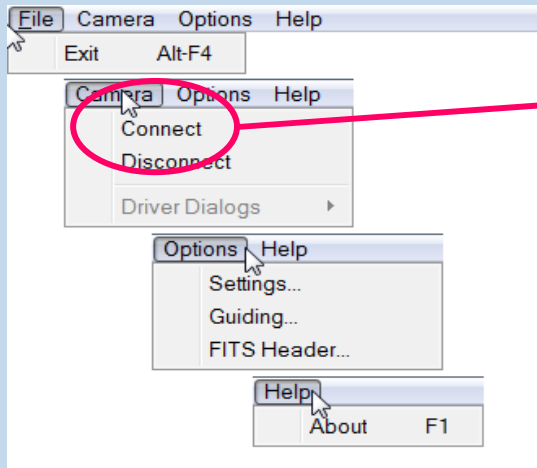 File Camera Options Help
Exit Alt-F4
Camera Options Help
Connect
Disconnect
Driver Dialogs
Options Help
Settings...
Guiding...
FITS Header...
Help
About F1